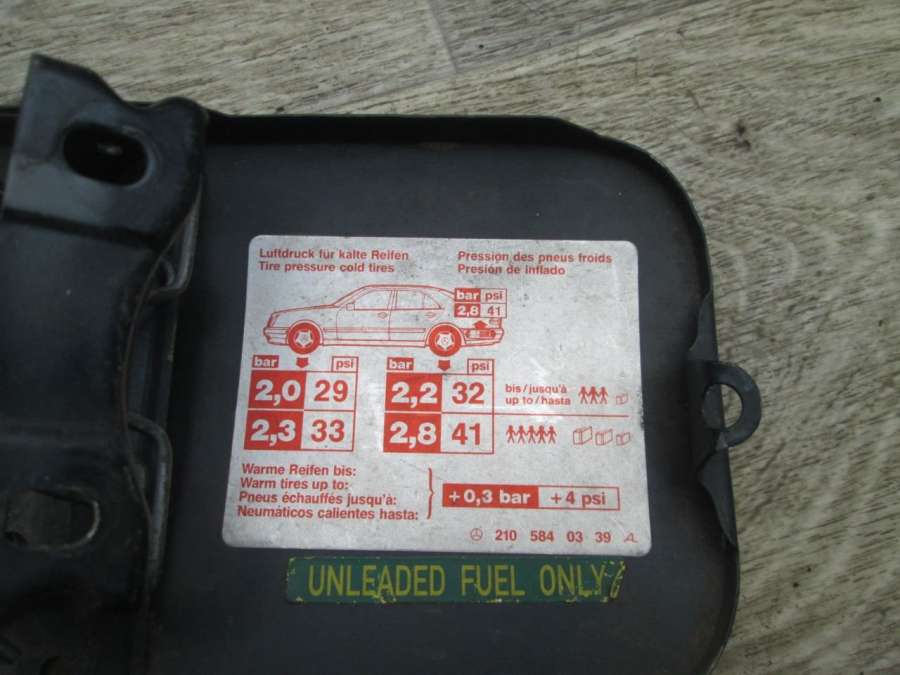 Luftdruck für kalte Reifen
Tire pressure cold tires
Pression des pneus froids
Presión de inflado
bar psi
2,8 41
bar psi
2,0 29
2,3 33
bar psi
2,2 32
2,8 41
bis/jusqu'à
up to/hasta
Warme Reifen bis:
Warm tires up to:
Pneus échauffés jusqu'à:
Neumáticos calientes hasta:
+0,3 bar +4 psi
210 584 03 39 A
UNLEADED FUEL ONLY